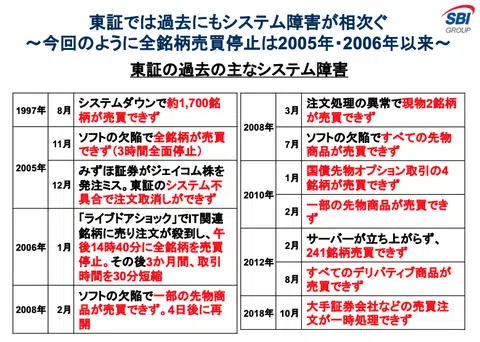 東証では過去にもシステム障害が相次ぐ
～今回のように全銘柄売買停止は2005年・2006年以来～
SBI
GROUP
東証の過去の主なシステム障害
1997年 8月 システムダウンで約1,700銘
柄が売買できず
2005年 11月 ソフトの欠陥で全銘柄が売買
できず（3時間全面停止）
12月 みずほ証券がジェイコム株を
発注ミス。東証のシステム不
具合で注文取消しができず
2006年 1月 「ライブドアショック」でIT関連
銘柄に売り注文が殺到し、午
後14時40分に全銘柄を売買
停止。その後3か月間、取引
時間を30分短縮
2008年 2月 ソフトの欠陥で一部の先物商
品が売買できず。4日後に再
開
2008年 3月 注文処理の異常で現物2銘柄
が売買できず
7月 ソフトの欠陥ですべての先物
商品が売買できず
2010年 1月 国債先物オプション取引の4
銘柄が売買できず
2月 一部の先物商品が売買でき
ず
2012年 2月 サーバーが立ち上がらず、
241銘柄売買できず
8月 すべてのデリバティブ商品が
売買できず
2018年 10月 大手証券会社などの売買注
文が一時処理できず